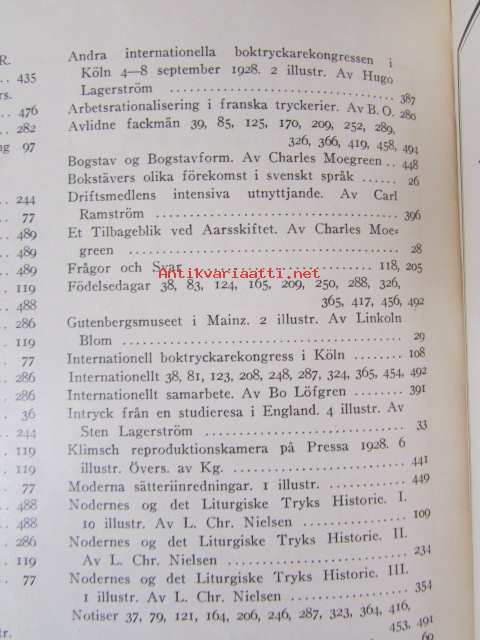 R.
.. 435
rs.
.. 476
.. 282
ng 97
.. 244
.. 77
.. 489
.. 489
.. 489
.. 119
.. 488
.. 286
.. 119
.. 77
.. 286
.. 286
.. 36
.. 244
.. 119
.. 119
.. 77
.. 488
.. 488
.. 286
.. 119
.. 77
tr.
Andra internationella boktryckarekongressen i
Köln 4—8 september 1928. 2 illustr. Av Hugo
Lagerström .......................... 387
Arbetsrationalisering i franska tryckerier. Av B. O. 280
Avlidne fackmän 39, 85, 125, 170, 209, 252, 289,
326, 366, 419, 458, 494
Bogstav og Bogstavform. Av Charles Moegreen .. 448
Bokstävers olika förekomst i svenskt språk ..... 26
Driftsmedlens intensiva utnyttjande. Av Carl
Ramström .......................... 396
Et Tilbageblik ved Aarsskiftet. Av Charles Moe-
green .......................... 28
Frågor och Svar .......................... 118, 205
Antikvariaatti.net
Födelsedagar 38, 83, 124, 165, 209, 250, 288, 326,
365, 417, 456, 492
Gutenbergsmuseet i Mainz. 2 illustr. Av Linkoln
Blom .......................... 29
Internationell boktryckarekongress i Köln ...... 108
Internationellt 38, 81, 123, 208, 248, 287, 324, 365, 454, 492
Internationellt samarbete. Av Bo Löfgren ....... 391
Intryck från en studieresa i England. 4 illustr. Av
Sten Lagerström .......................... 33
Klimsch reproduktionskamera på Pressa 1928. 6
illustr. Övers. av Kg. .......................... 441
Moderna sätteriinredningar. 1 illustr. .......... 449
Nodernes og det Liturgiske Tryks Historie. I.
10 illustr. Av L. Chr. Nielsen ............... 109
Nodernes og det Liturgiske Tryks Historie. II.
Av L. Chr. Nielsen .......................... 234
Nodernes og det Liturgiske Tryks Historie. III.
1 illustr. Av L. Chr. Nielsen ............... 354
Notiser 37, 79, 121, 164, 206, 246, 287, 323, 364, 416,
453, 491